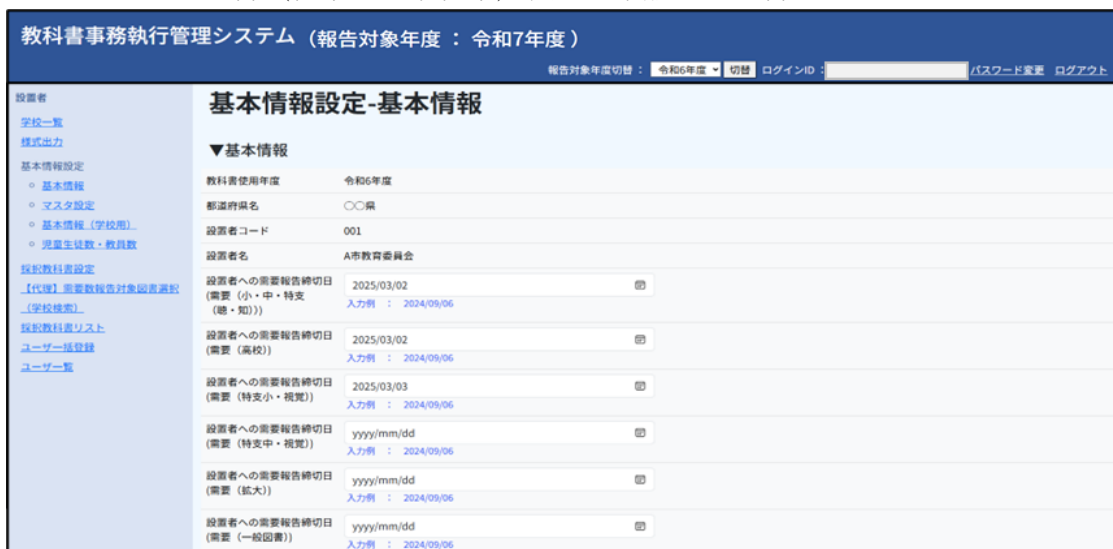 教科書事務執行管理システム（報告対象年度 ： 令和7年度 ）
報告対象年度切替 ： 令和6年度 切替 ログインID： パスワード変更 ログアウト
設置者
学校一覧
様式出力
基本情報設定
基本情報
マスタ設定
基本情報（学校用）
児童生徒数・教員数
採択教科書設定
【代理】需要数報告対象図書選択
（学校検索）
採択教科書リスト
ユーザ一括登録
ユーザ一覧
基本情報設定-基本情報
▼基本情報
教科書使用年度 令和6年度
都道府県名 〇〇県
設置者コード 001
設置者名 A市教育委員会
設置者への需要報告締切日
(需要（小・中・特支
（聴・知）))
2025/03/02
入力例 ： 2024/09/06
設置者への需要報告締切日
(需要（高校))
2025/03/02
入力例 ： 2024/09/06
設置者への需要報告締切日
(需要（特支小・視覚))
2025/03/03
入力例 ： 2024/09/06
設置者への需要報告締切日
(需要（特支中・視覚))
yyyy/mm/dd
入力例 ： 2024/09/06
設置者への需要報告締切日
(需要（拡大))
yyyy/mm/dd
入力例 ： 2024/09/06
設置者への需要報告締切日
(需要（一般図書))
yyyy/mm/dd
入力例 ： 2024/09/06